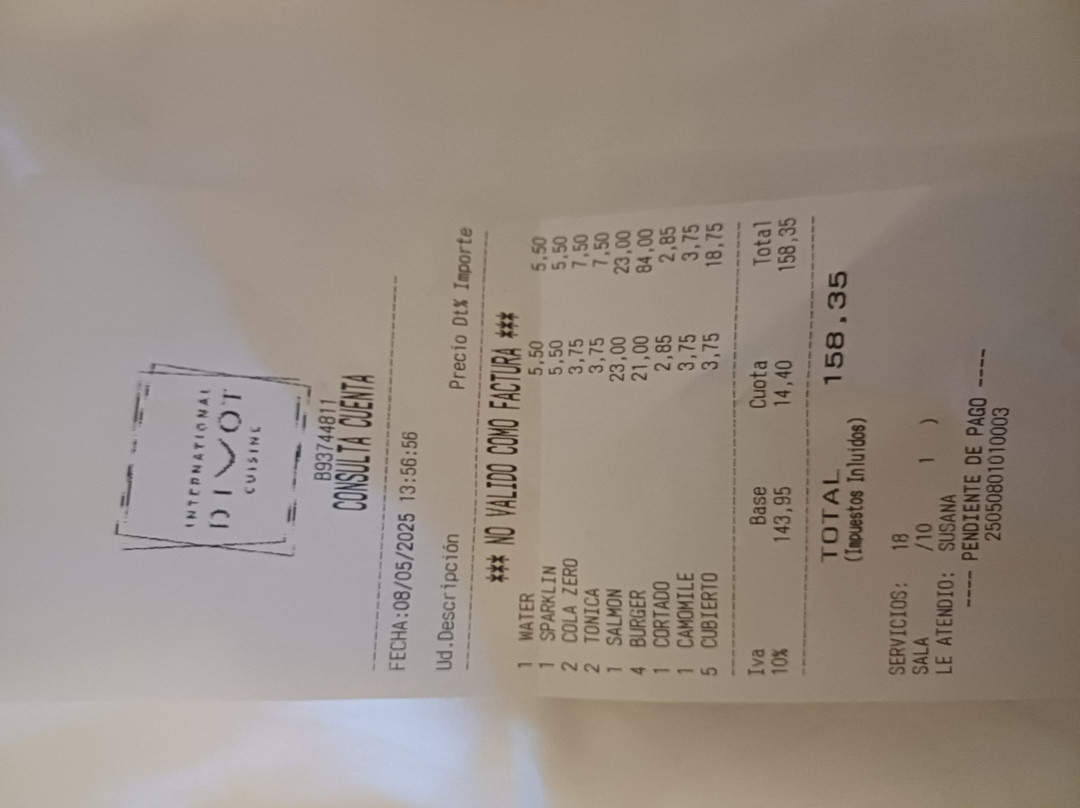 INTERNATIONAL
DIVOT
CUISINE
B93744811
CONSULTA CUENTA
FECHA:08/05/2025 13:56:56
Ud.Descripción Precio Dt% Importe
*** NO VALIDO COMO FACTURA ***
1 WATER 5,50 5,50
1 SPARKLIN 5,50 5,50
2 COLA ZERO 3,75 7,50
2 TONICA 3,75 7,50
1 SALMON 23,00 23,00
4 BURGER 21,00 84,00
1 CORTADO 2,85 2,85
1 CAMOMILE 3,75 3,75
5 CUBIERTO 3,75 18,75
Iva Base Cuota Total
10% 143,95 14,40 158,35
TOTAL 158.35
(Impuestos Inluidos)
SERVICIOS: 18
SALA /10 1 )
LE ATENDIO: SUSANA
---- PENDIENTE DE PAGO ----
25050801010003